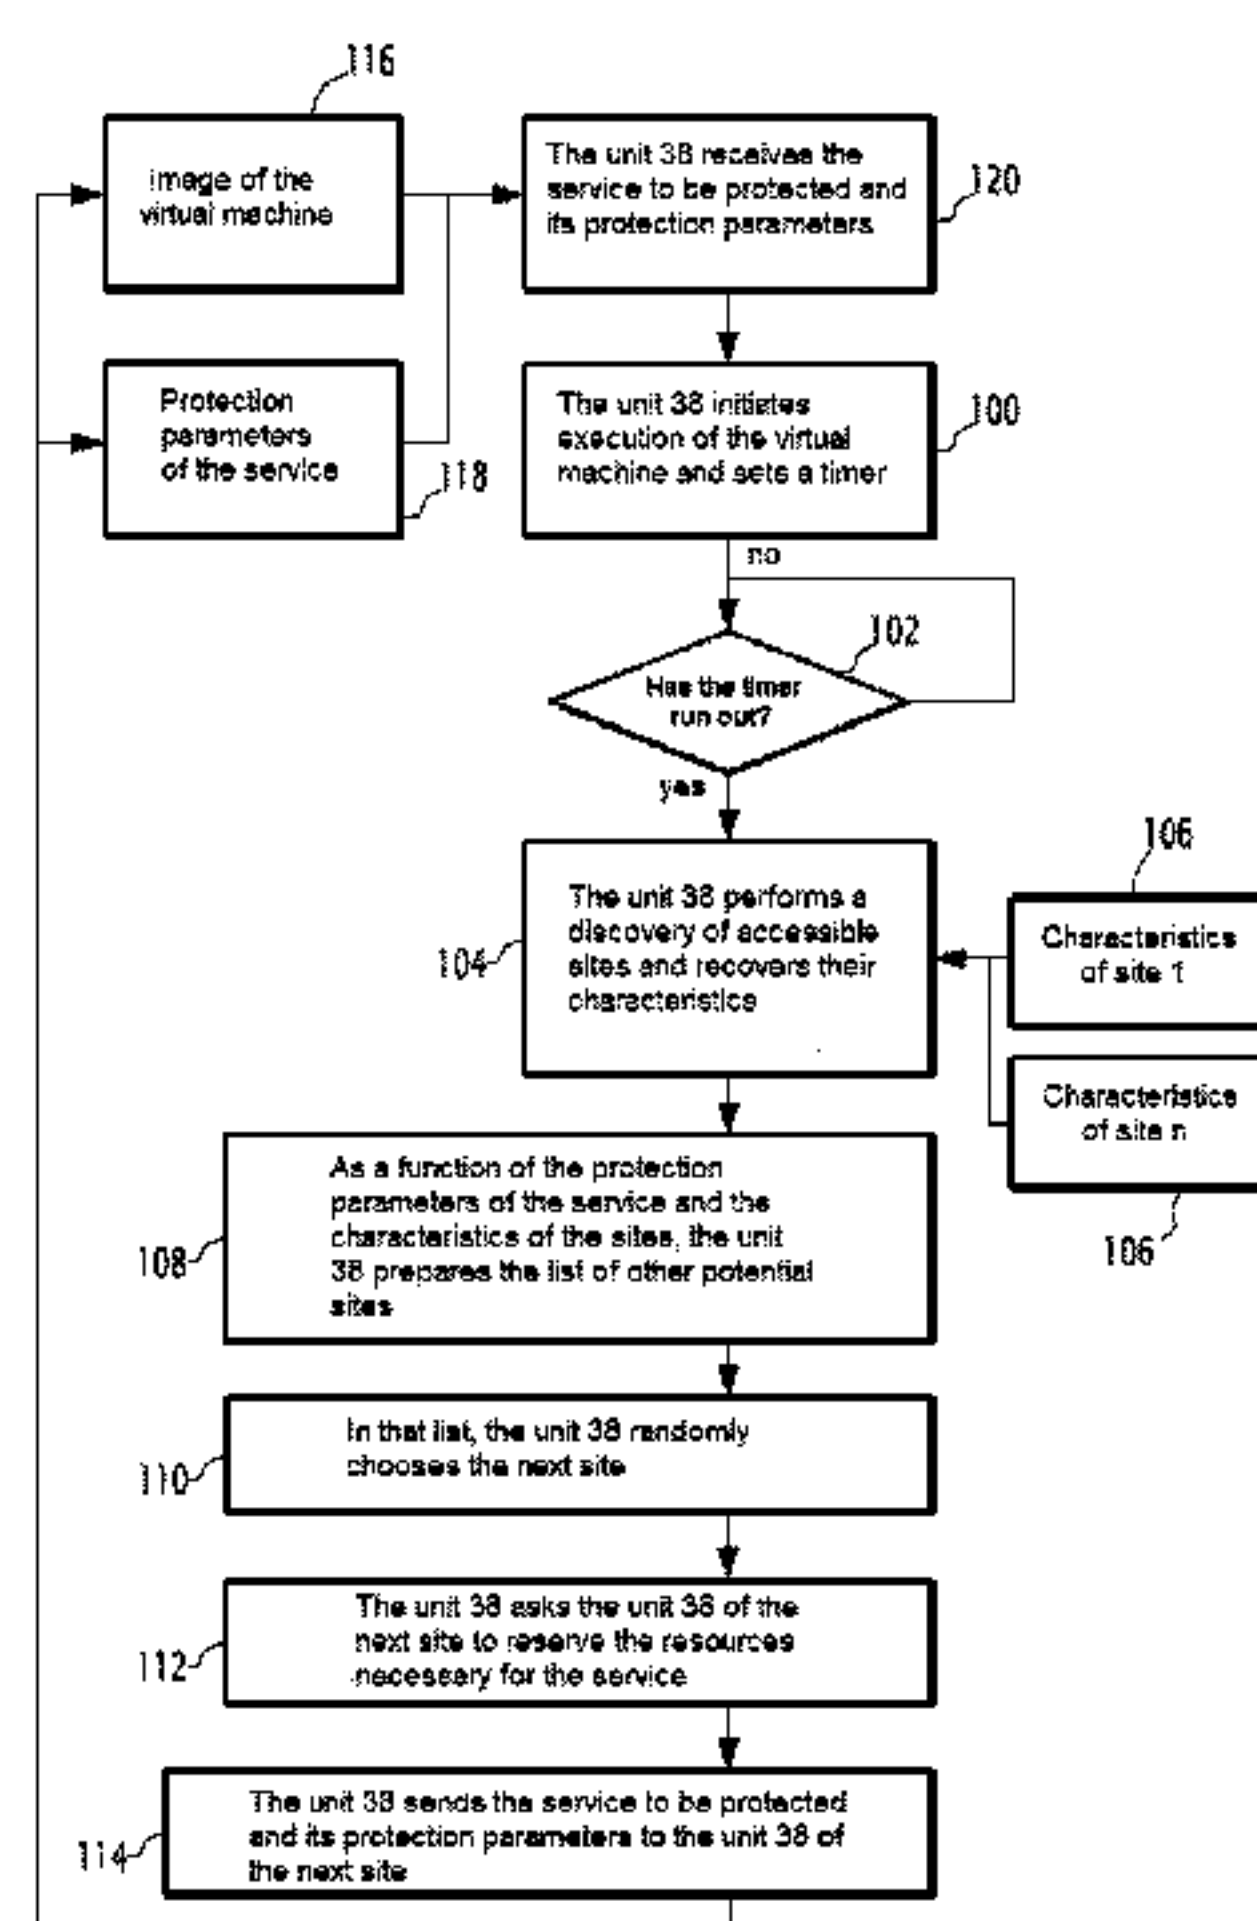 116
Image of the
virtual machine
The unit 38 receives the
service to be protected and
its protection parameters
120
Protection
parameters
of the service
118
The unit 38 initiates
execution of the virtual
machine and sets a timer
100
no
102
Has the timer
run out?
yes
104
The unit 38 performs a
discovery of accessible
sites and recovers their
characteristics
106
Characteristics
of site 1
Characteristics
of site n
106
108
As a function of the protection
parameters of the service and the
characteristics of the sites, the unit
38 prepares the list of other potential
sites
110
In that list, the unit 38 randomly
chooses the next site
112
The unit 38 asks the unit 38 of the
next site to reserve the resources
necessary for the service
114
The unit 38 sends the service to be protected
and its protection parameters to the unit 38 of
the next site